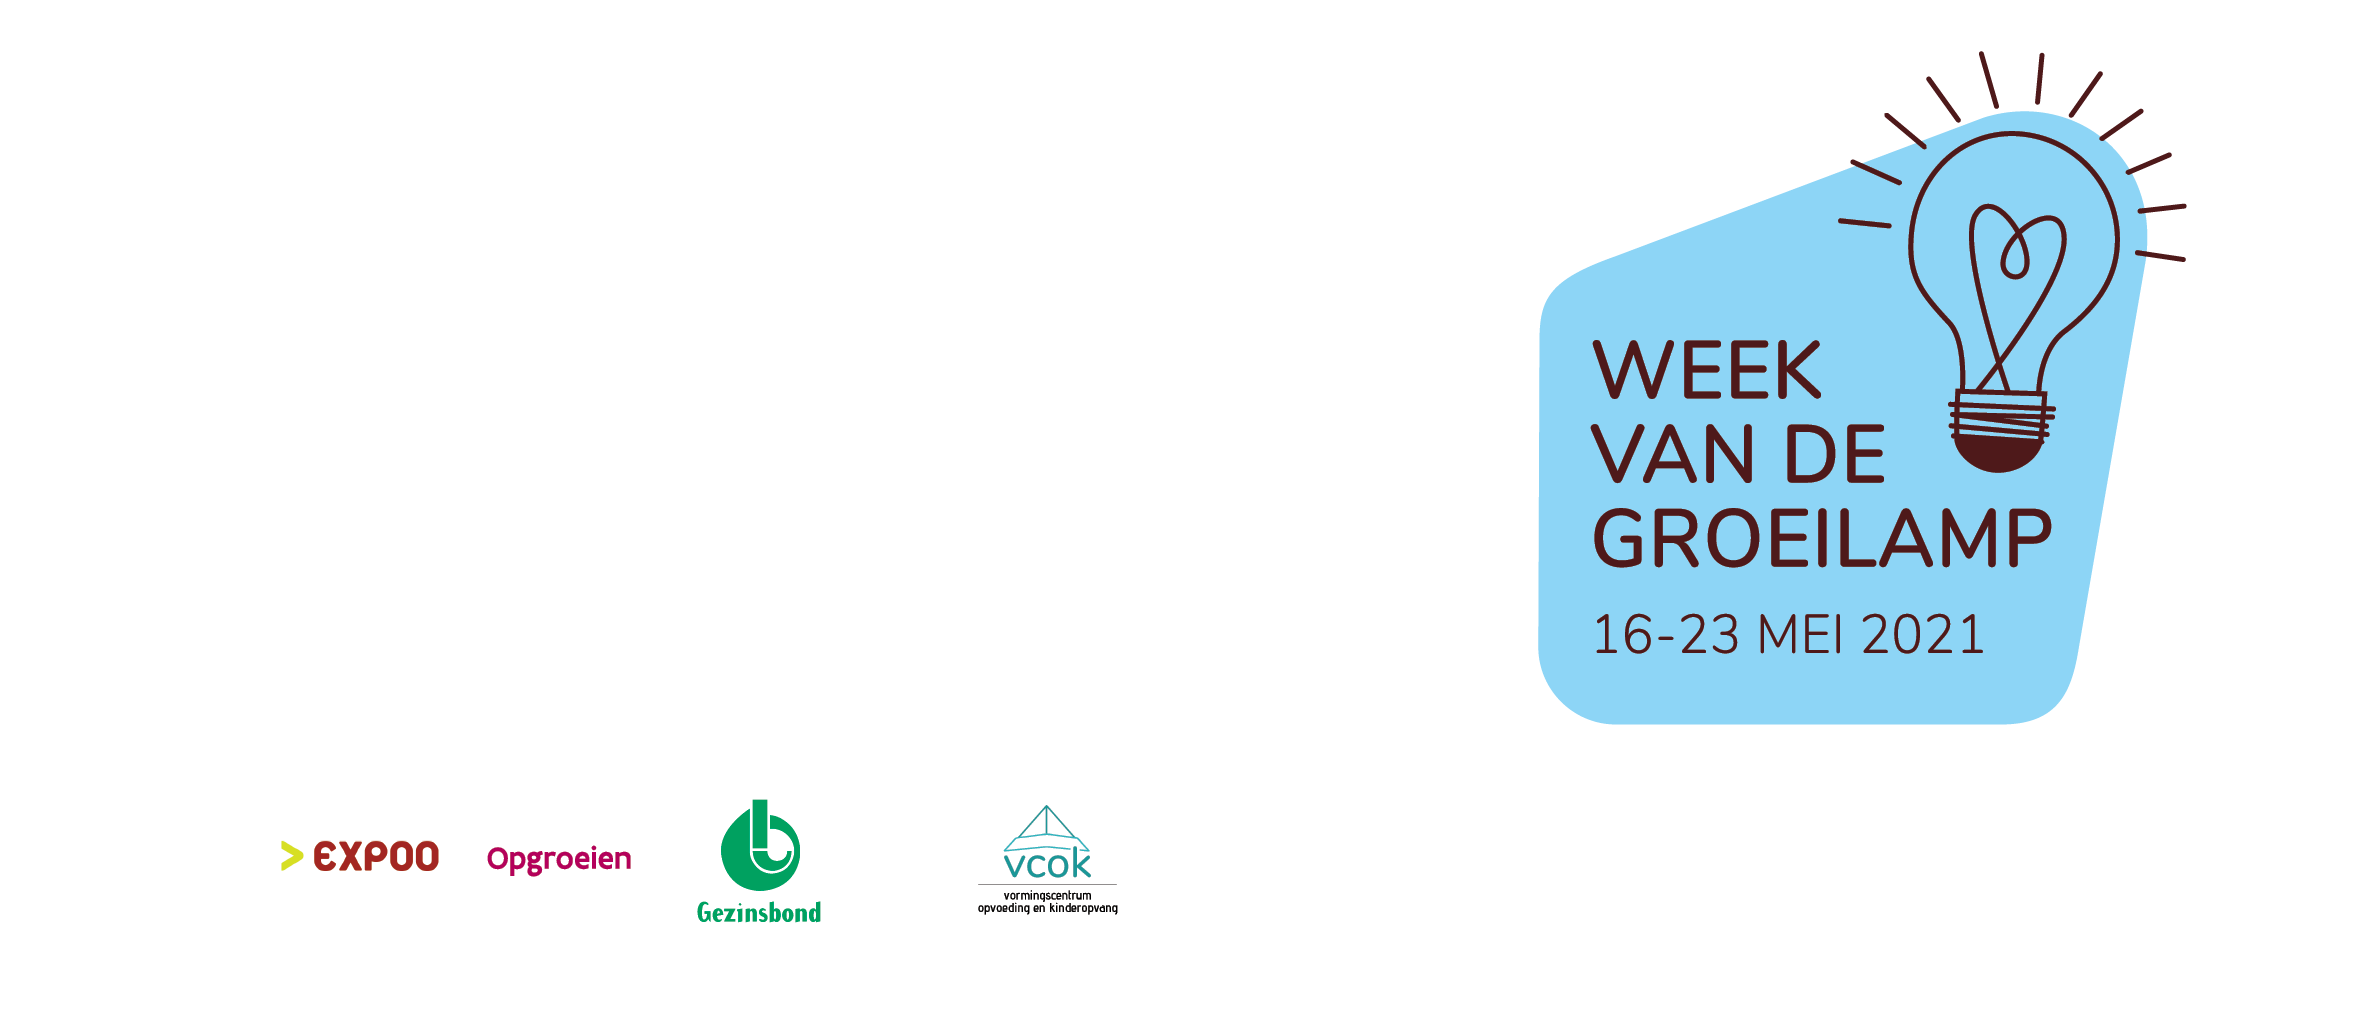 WEEK
VAN DE
GROEILAMP
16-23 MEI 2021
> EXPOO
Opgroeien
Gezinsbond
vcok
vormingscentrum
opvoeding en kinderopvang